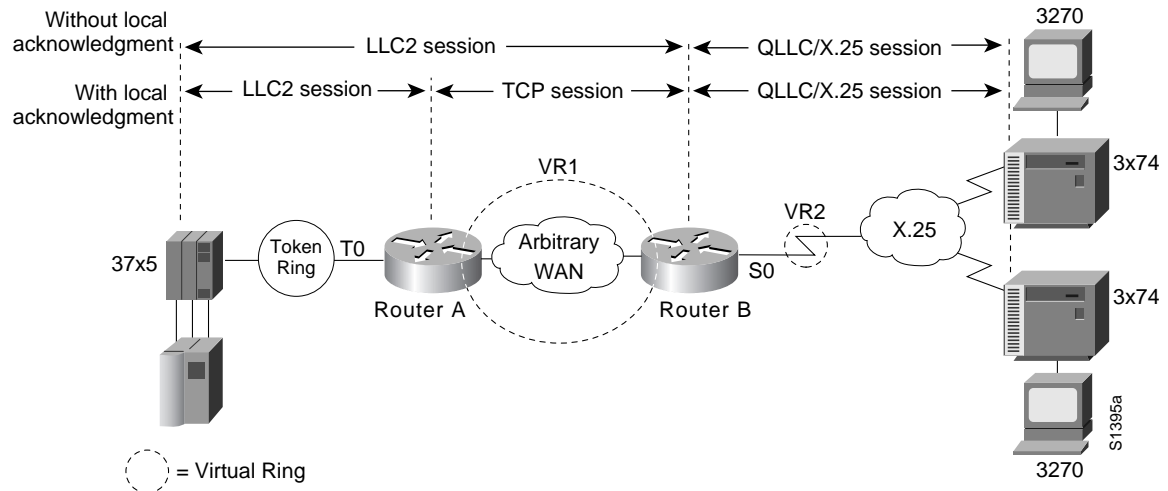 Without local
acknowledgment
LLC2 session
QLLC/X.25 session
3270
With local
acknowledgment
LLC2 session
TCP session
QLLC/X.25 session
VR1
3x74
VR2
X.25
37x5
Token
Ring
T0
Arbitrary
WAN
S0
Router A
Router B
3x74
S1395a
= Virtual Ring
3270